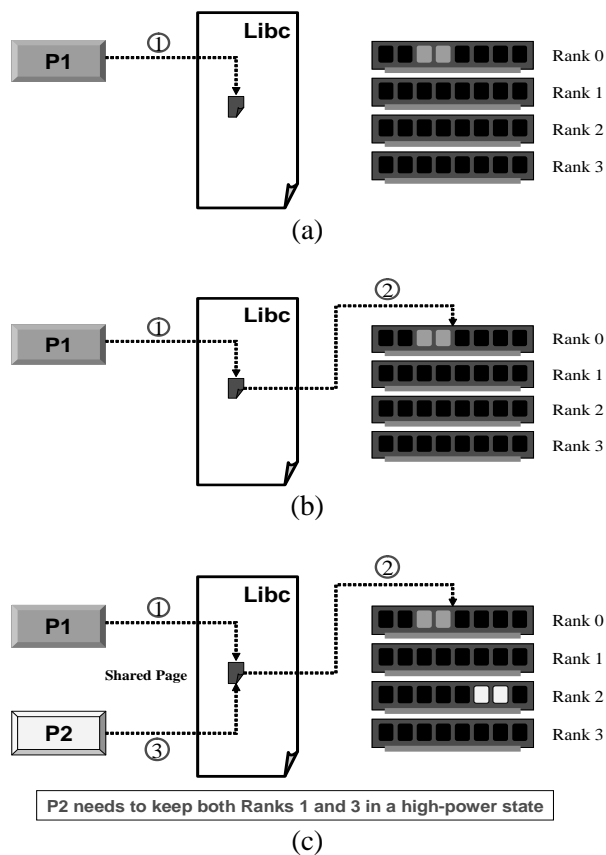 1
Libc
P1
Rank 0
Rank 1
Rank 2
Rank 3
(a)
2
1
Libc
P1
Rank 0
Rank 1
Rank 2
Rank 3
(b)
2
1
Libc
P1
Rank 0
Rank 1
Shared Page
Rank 2
P2
Rank 3
3
P2 needs to keep both Ranks 1 and 3 in a high-power state
(c)